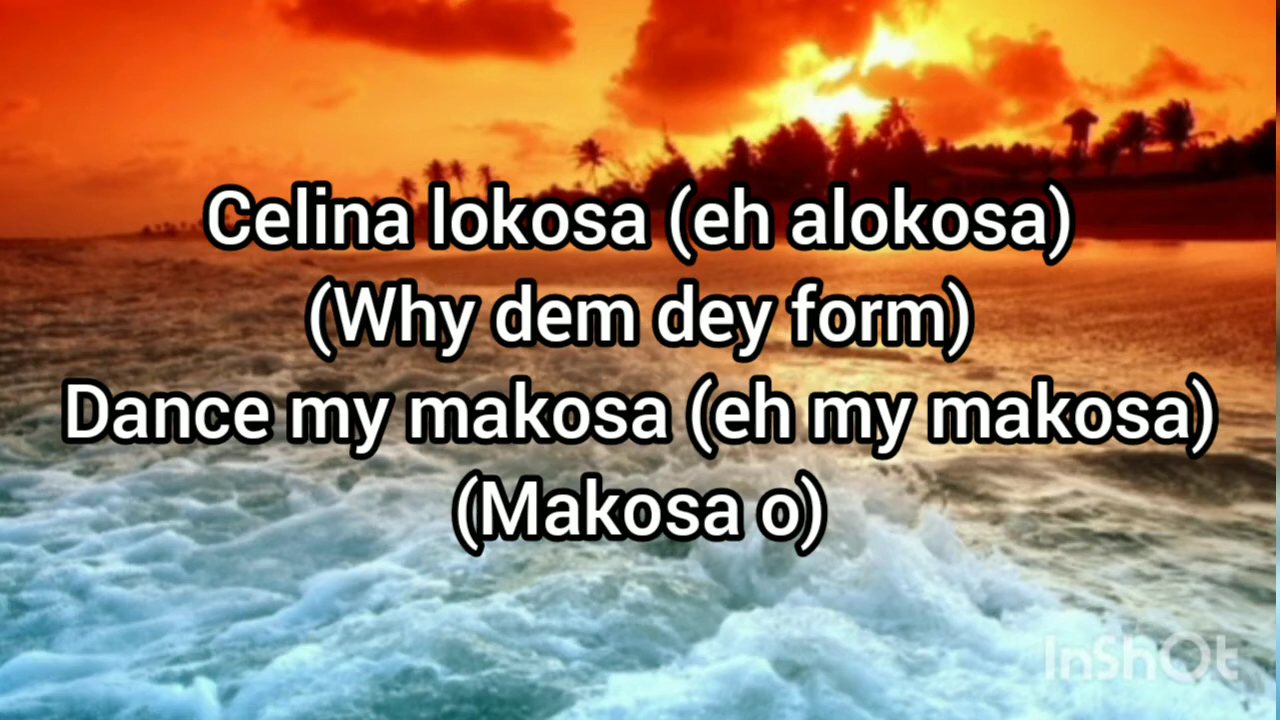 Celina lokosa (eh alokosa)
(Why dem dey form)
Dance my makosa (eh my makosa)
(Makosa o)
InShOt